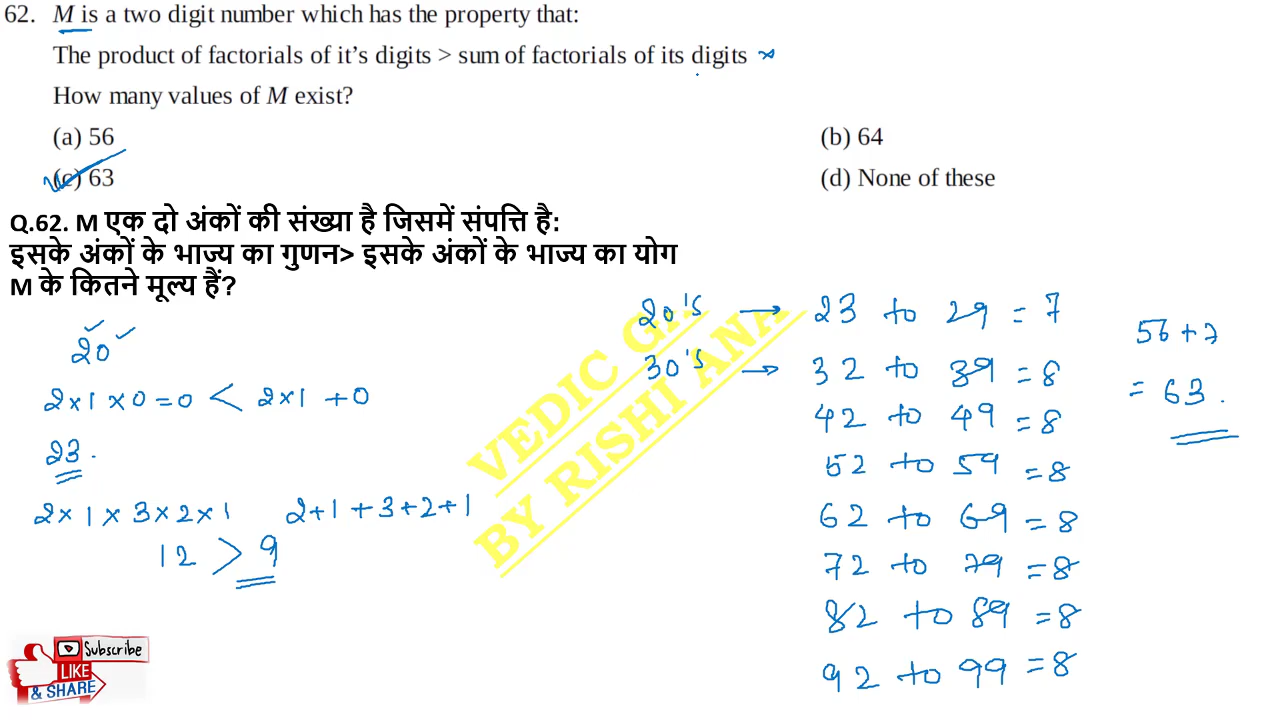 62. M is a two digit number which has the property that:
The product of factorials of it’s digits > sum of factorials of its digits *
How many values of M exist?
(a) 56 (b) 64
(c) 63 (d) None of these
Q.62. M एक दो अंकों की संख्या है जिसमें संपत्ति है:
इसके अंकों के भाज्य का गुणन> इसके अंकों के भाज्य का योग
M के कितने मूल्य हैं?
20
2×1×0=0 < 2×1+0
23.
2×1×3×2×1 2+1+3+2+1
12 > 9
20's → 23 to 29 = 7
30's → 32 to 39 = 8
42 to 49 = 8
52 to 59 = 8
62 to 69 = 8
72 to 79 = 8
82 to 89 = 8
92 to 99 = 8
56+7
= 63.
VEDIC GA
BY RISHI ANA
Subscribe
LIKE
& SHARE